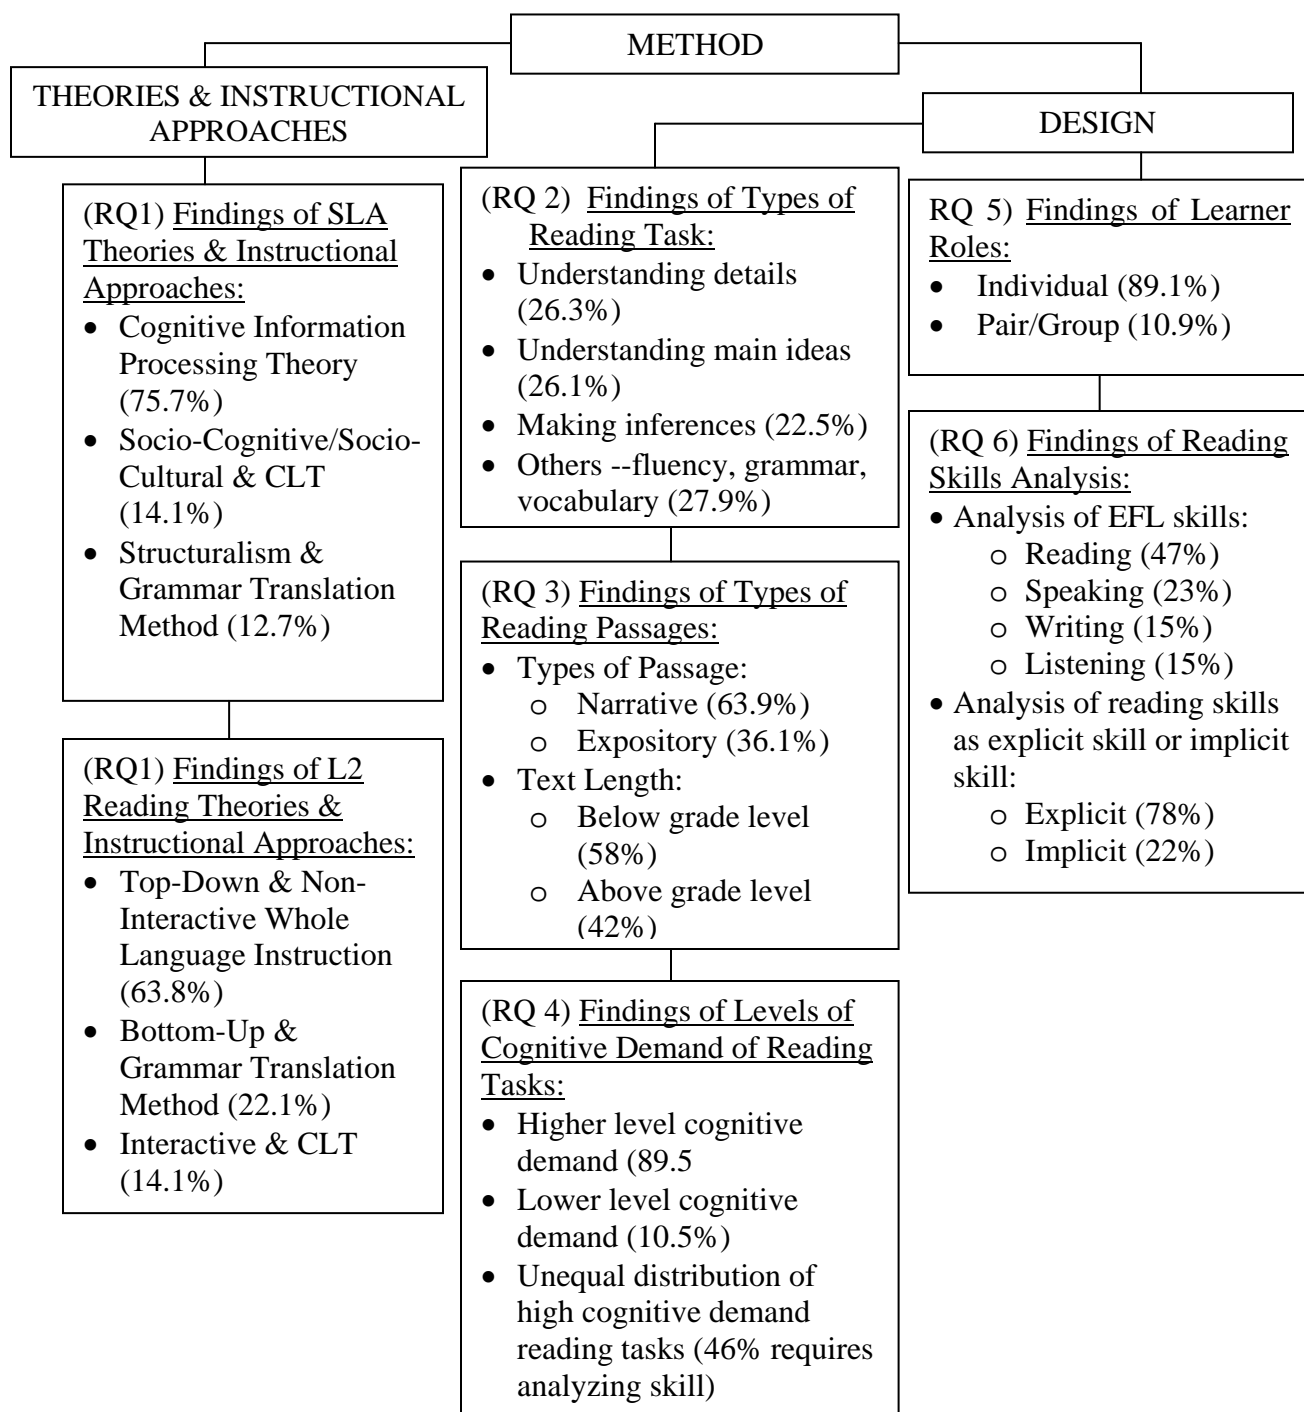 METHOD
THEORIES & INSTRUCTIONAL
APPROACHES
DESIGN
(RQ1) Findings of SLA
Theories & Instructional
Approaches:
• Cognitive Information
Processing Theory
(75.7%)
• Socio-Cognitive/Socio-
Cultural & CLT
(14.1%)
• Structuralism &
Grammar Translation
Method (12.7%)
(RQ1) Findings of L2
Reading Theories &
Instructional Approaches:
• Top-Down & Non-
Interactive Whole
Language Instruction
(63.8%)
• Bottom-Up &
Grammar Translation
Method (22.1%)
• Interactive & CLT
(14.1%)
(RQ 2) Findings of Types of
Reading Task:
• Understanding details
(26.3%)
• Understanding main ideas
(26.1%)
• Making inferences (22.5%)
• Others --fluency, grammar,
vocabulary (27.9%)
(RQ 3) Findings of Types of
Reading Passages:
• Types of Passage:
o Narrative (63.9%)
o Expository (36.1%)
• Text Length:
o Below grade level
(58%)
o Above grade level
(42%)
(RQ 4) Findings of Levels of
Cognitive Demand of Reading
Tasks:
• Higher level cognitive
demand (89.5
• Lower level cognitive
demand (10.5%)
• Unequal distribution of
high cognitive demand
reading tasks (46% requires
analyzing skill)
RQ 5) Findings of Learner
Roles:
• Individual (89.1%)
• Pair/Group (10.9%)
(RQ 6) Findings of Reading
Skills Analysis:
• Analysis of EFL skills:
o Reading (47%)
o Speaking (23%)
o Writing (15%)
o Listening (15%)
• Analysis of reading skills
as explicit skill or implicit
skill:
o Explicit (78%)
o Implicit (22%)